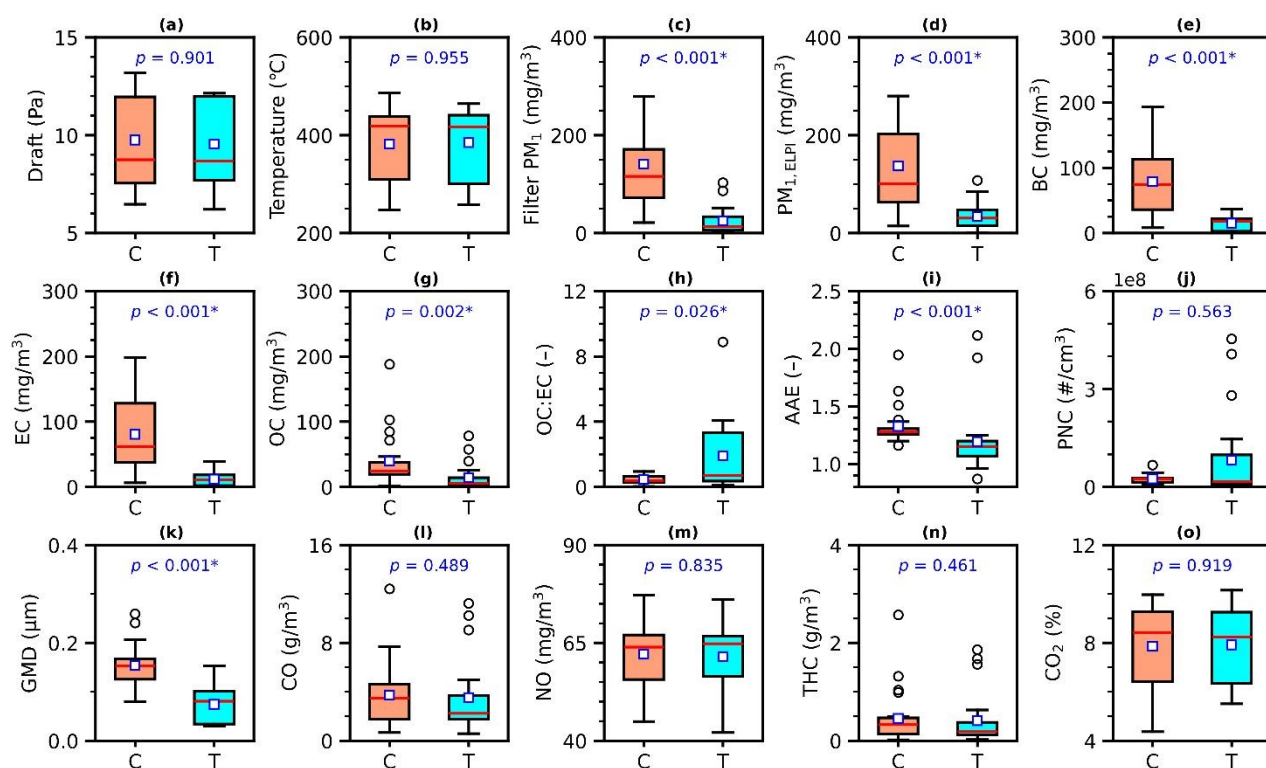 (a)
15
10
5
Draft (Pa)
p = 0.901
C T
(b)
600
400
200
Temperature (°C)
p = 0.955
C T
(c)
400
200
0
Filter PM₁ (mg/m³)
p < 0.001*
C T
(d)
400
200
0
PM₁, ELPI (mg/m³)
p < 0.001*
C T
(e)
300
200
100
0
BC (mg/m³)
p < 0.001*
C T
(f)
300
200
100
0
EC (mg/m³)
p < 0.001*
C T
(g)
300
200
100
0
OC (mg/m³)
p = 0.002*
C T
(h)
12
8
4
0
OC:EC (–)
p = 0.026*
C T
(i)
2.5
2.0
1.5
1.0
AAE (–)
p < 0.001*
C T
(j)
1e8
6
3
0
PNC (#/cm³)
p = 0.563
C T
(k)
0.4
0.2
0.0
GMD (μm)
p < 0.001*
C T
(l)
16
8
0
CO (g/m³)
p = 0.489
C T
(m)
90
65
40
NO (mg/m³)
p = 0.835
C T
(n)
4
2
0
THC (g/m³)
p = 0.461
C T
(o)
12
8
4
CO₂ (%)
p = 0.919
C T